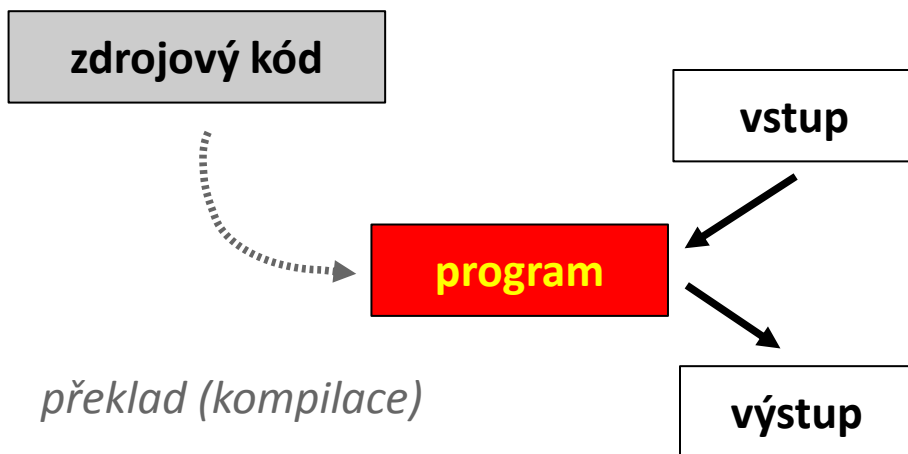 zdrojový kód
vstup
program
překlad (kompilace)
výstup